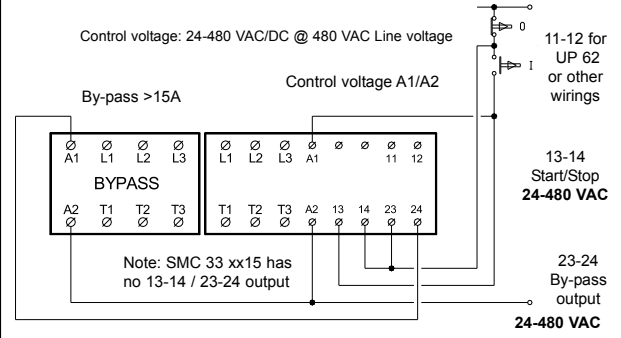 Control voltage: 24-480 VAC/DC @ 480 VAC Line voltage
0
11-12 for
UP 62
or other
wirings
I
Control voltage A1/A2
By-pass >15A
A1 L1 L2 L3
L1 L2 L3 A1 11 12
BYPASS
A2 T1 T2 T3
T1 T2 T3 A2 13 14 23 24
13-14
Start/Stop
24-480 VAC
Note: SMC 33 xx15 has
no 13-14 / 23-24 output
23-24
By-pass
output
24-480 VAC